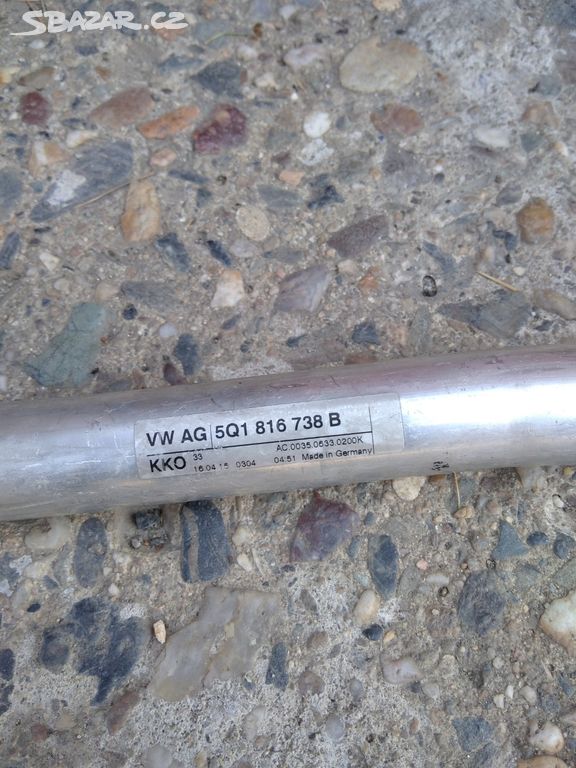 SBAZAR.CZ
VW AG 5Q1 816 738 B
AC.0035.0633.0200K
KKO 33
16.04.15 0304 04:51 Made in Germany